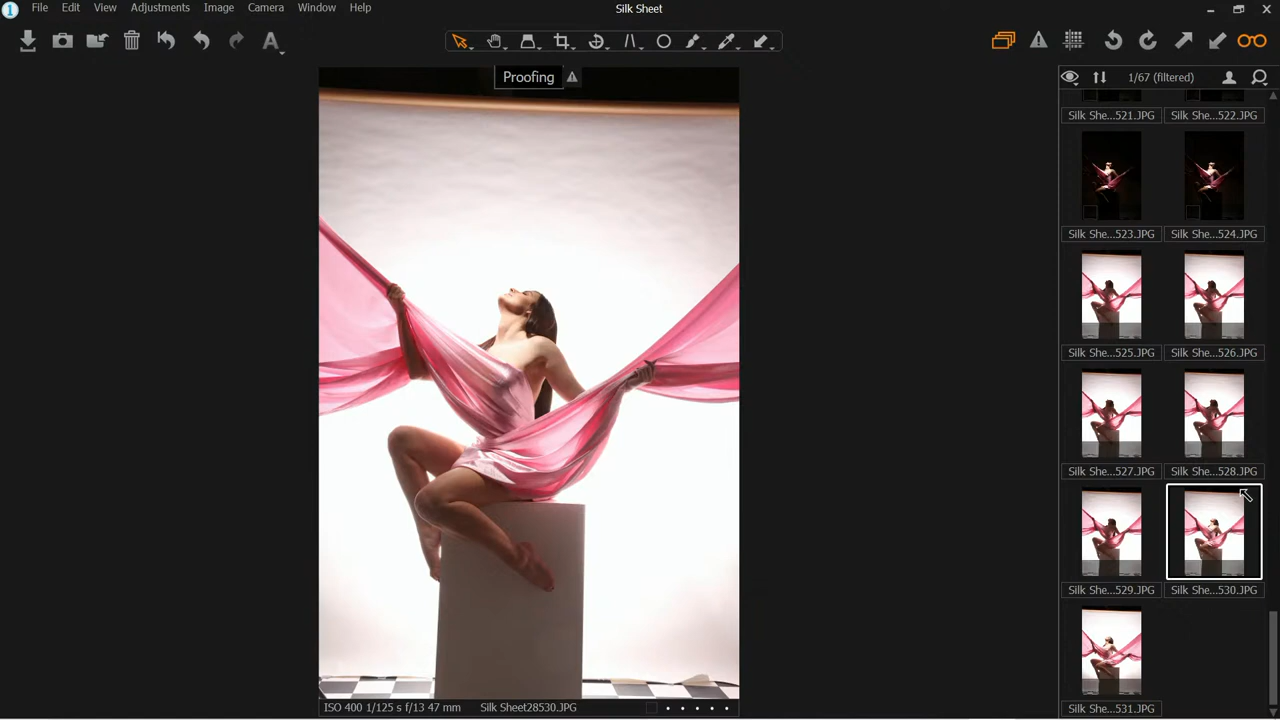 File Edit View Adjustments Image Camera Window Help
Silk Sheet
A
Proofing
1/67 (filtered)
Silk She...521.JPG Silk She...522.JPG
Silk She...523.JPG Silk She...524.JPG
Silk She...525.JPG Silk She...526.JPG
Silk She...527.JPG Silk She...528.JPG
Silk She...529.JPG Silk She...530.JPG
Silk She...531.JPG
ISO 400 1/125 s f/13 47 mm Silk Sheet28530.JPG